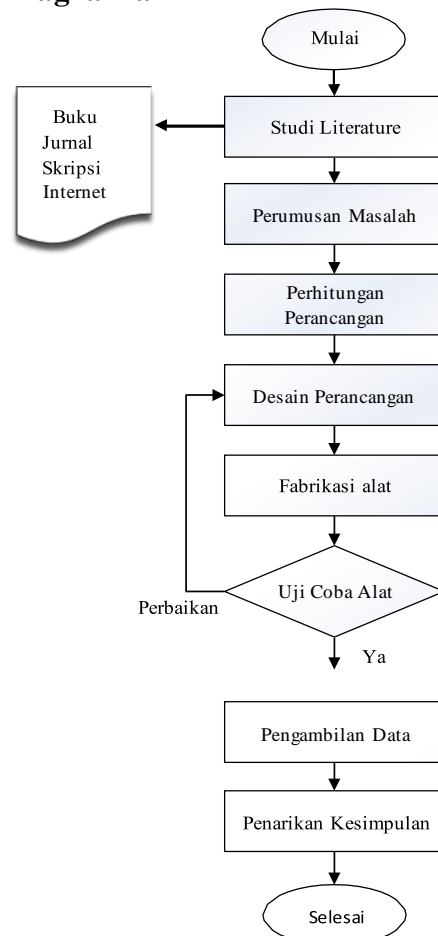 Mulai
Studi Literature
Buku
Jurnal
Skripsi
Internet
Perumusan Masalah
Perhitungan
Perancangan
Desain Perancangan
Fabrikasi alat
Uji Coba Alat
Perbaikan
Ya
Pengambilan Data
Penarikan Kesimpulan
Selesai